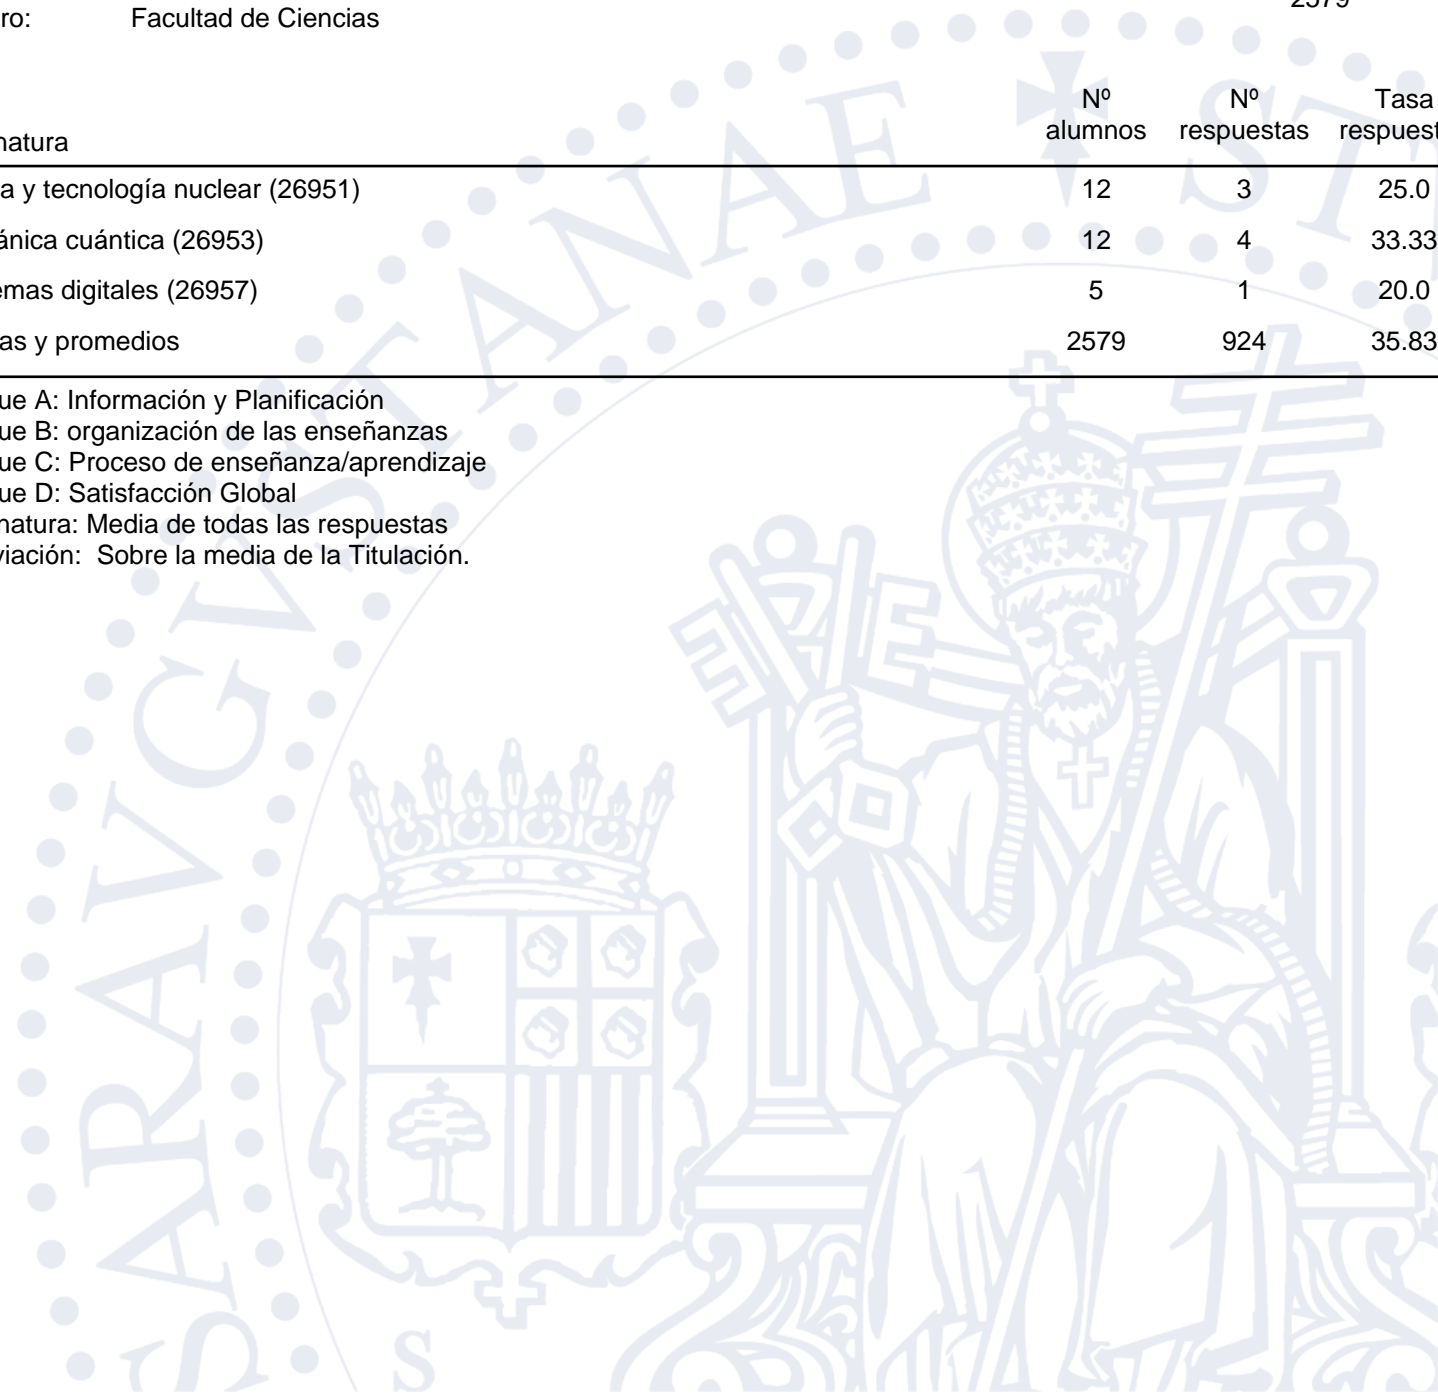 ro: Facultad de Ciencias
2579
Nº Nº Tasa
natura alumnos respuestas respuest
a y tecnología nuclear (26951) 12 3 25.0
ánica cuántica (26953) 12 4 33.33
emas digitales (26957) 5 1 20.0
as y promedios 2579 924 35.83
ue A: Información y Planificación
ue B: organización de las enseñanzas
ue C: Proceso de enseñanza/aprendizaje
ue D: Satisfacción Global
natura: Media de todas las respuestas
viación: Sobre la media de la Titulación.
SARAVGVSTANAE ST
S